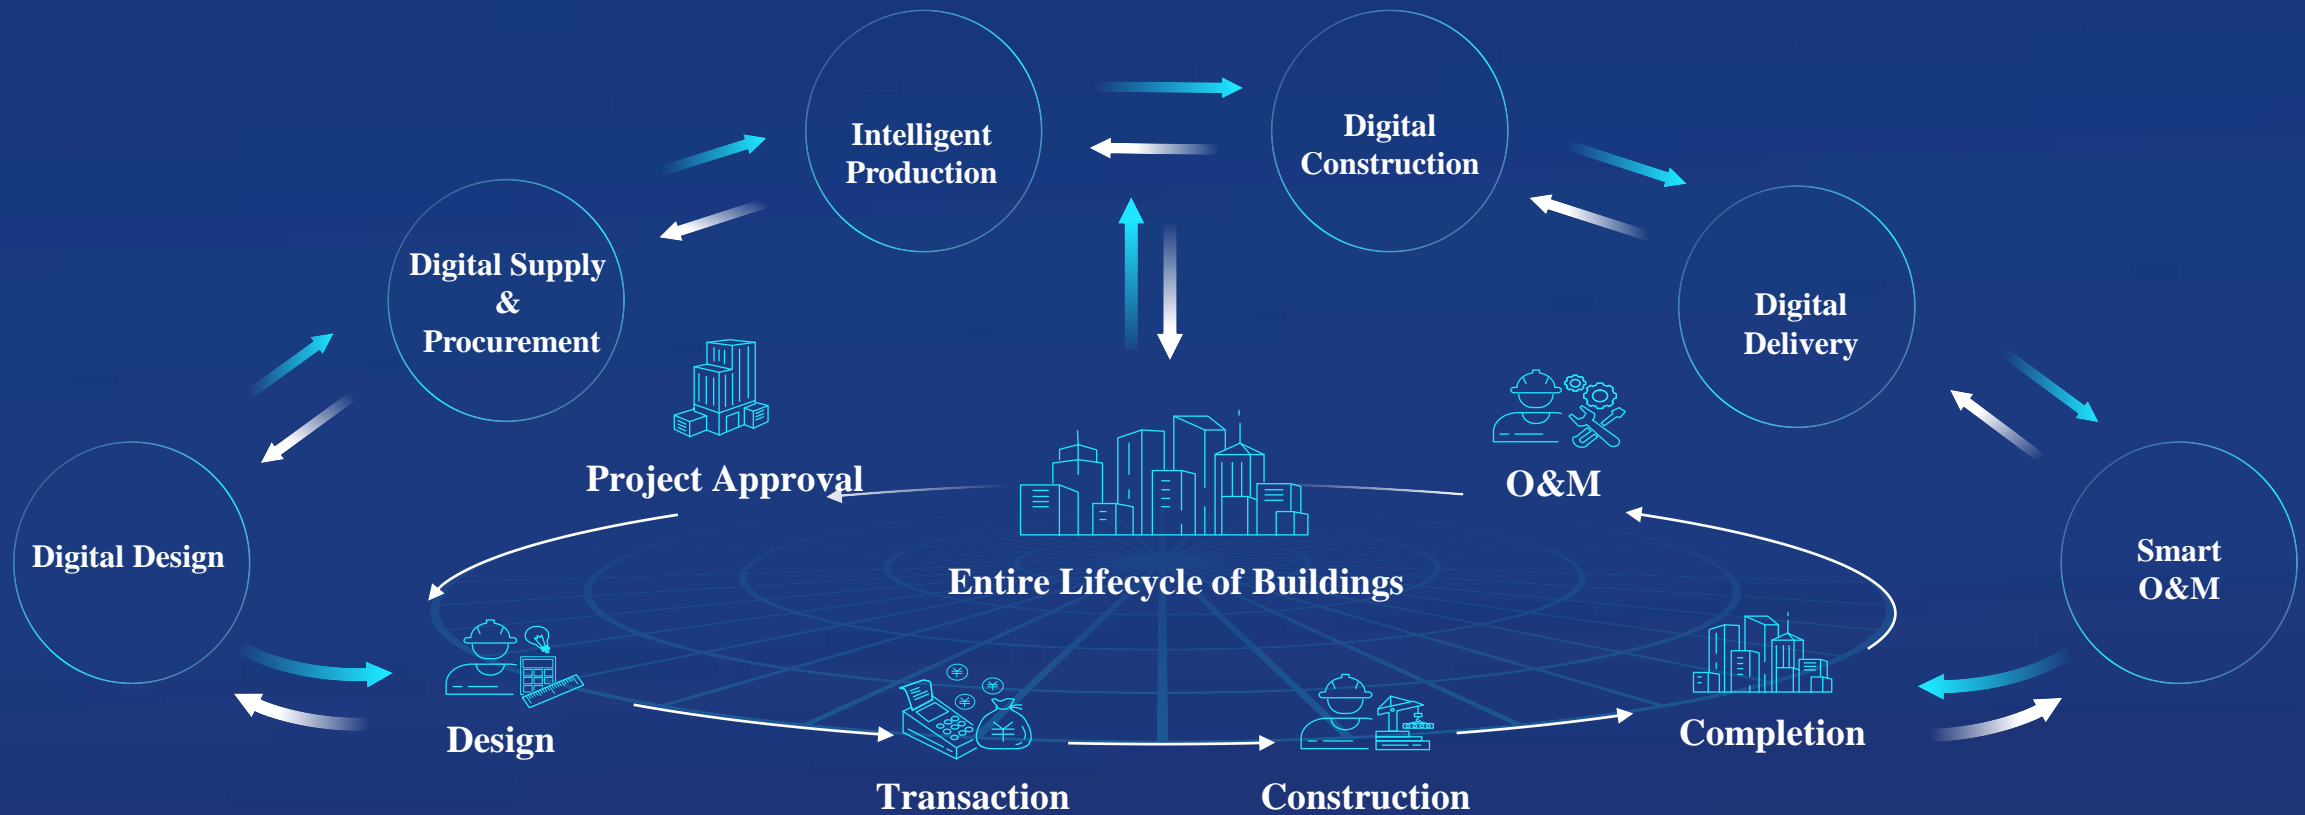 Intelligent
Production
Digital
Construction
Digital Supply
&
Procurement
Digital
Delivery
Digital Design
Smart
O&M
Project Approval
O&M
Entire Lifecycle of Buildings
Design
Transaction
Construction
Completion
¥
¥
¥
¥